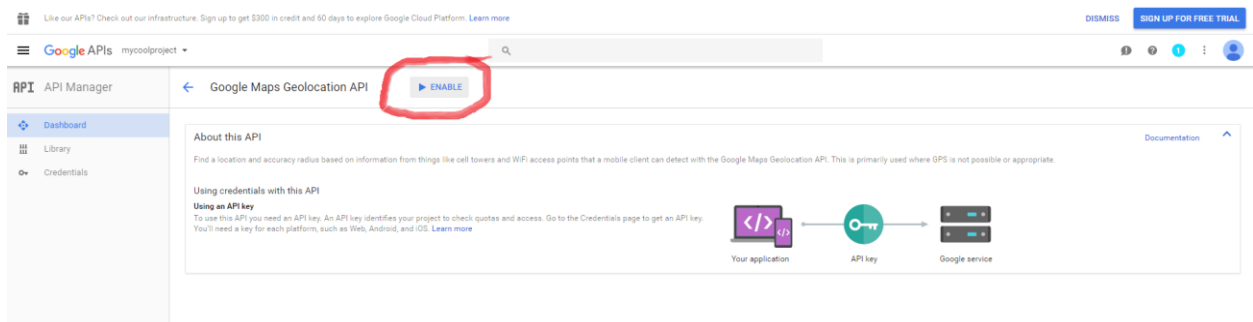 Like our APIs? Check out our infrastructure. Sign up to get $300 in credit and 60 days to explore Google Cloud Platform. Learn more
DISMISS
SIGN UP FOR FREE TRIAL
Google APIs mycoolproject
1
API API Manager
Google Maps Geolocation API
ENABLE
Dashboard
Library
Credentials
About this API
Documentation
Find a location and accuracy radius based on information from things like cell towers and WiFi access points that a mobile client can detect with the Google Maps Geolocation API. This is primarily used where GPS is not possible or appropriate.
Using credentials with this API
Using an API key
To use this API you need an API key. An API key identifies your project to check quotas and access. Go to the Credentials page to get an API key.
You'll need a key for each platform, such as Web, Android, and iOS. Learn more
</>
</>
Your application
API key
Google service